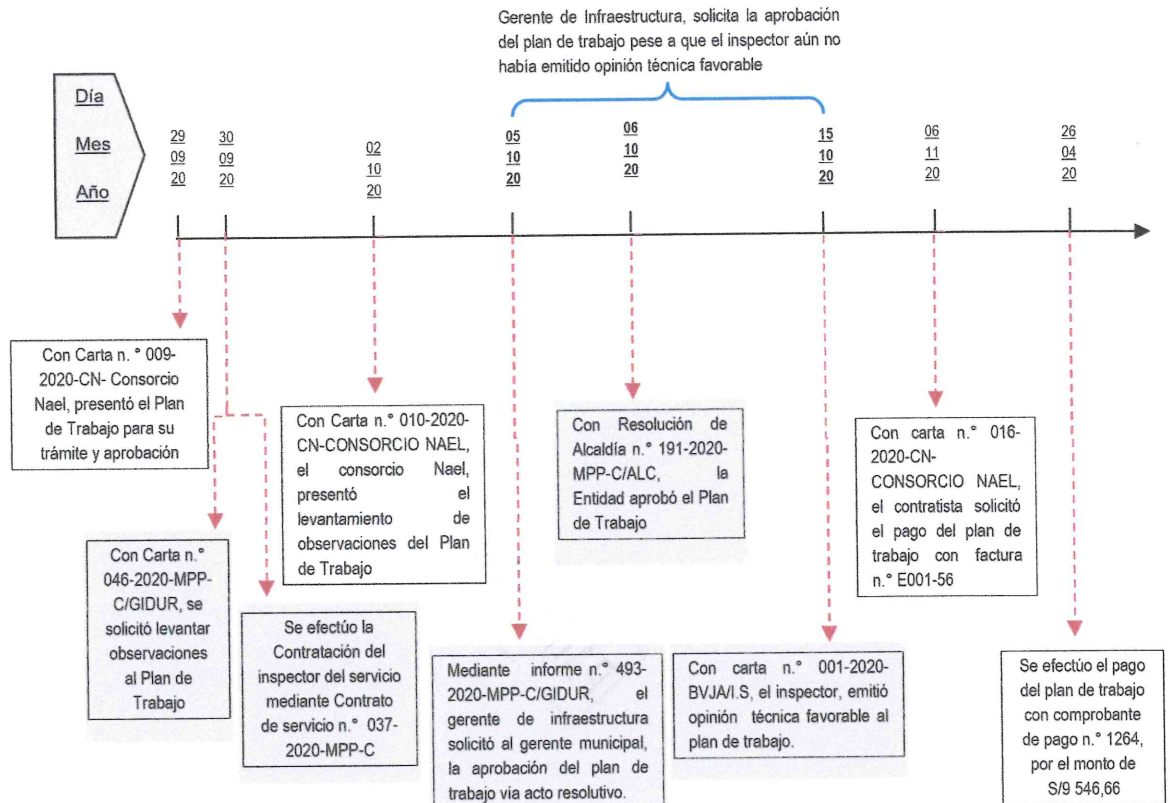 Gerente de Infraestructura, solicita la aprobación
del plan de trabajo pese a que el inspector aún no
había emitido opinión técnica favorable
Día
Mes
Año
29
09
20
30
09
20
02
10
20
05
10
20
06
10
20
15
10
20
06
11
20
26
04
20
Con Carta n. ° 009-
2020-CN- Consorcio
Nael, presentó el Plan
de Trabajo para su
trámite y aprobación
Con Carta n.°
046-2020-MPP-
C/GIDUR, se
solicitó levantar
observaciones
al Plan de
Trabajo
Se efectúo la
Contratación del
inspector del servicio
mediante Contrato
de servicio n.° 037-
2020-MPP-C
Con Carta n.° 010-2020-
CN-CONSORCIO NAEL,
el consorcio Nael,
presentó el
levantamiento de
observaciones del Plan
de Trabajo
Mediante informe n.° 493-
2020-MPP-C/GIDUR, el
gerente de infraestructura
solicitó al gerente municipal,
la aprobación del plan de
trabajo via acto resolutivo.
Con Resolución de
Alcaldía n.° 191-2020-
MPP-C/ALC, la
Entidad aprobó el Plan
de Trabajo
Con carta n.° 001-2020-
BVJA/I.S, el inspector, emitió
opinión técnica favorable al
plan de trabajo.
Con carta n.° 016-
2020-CN-
CONSORCIO NAEL,
el contratista solicitó
el pago del plan de
trabajo con factura
n.° E001-56
Se efectúo el pago
del plan de trabajo
con comprobante
de pago n.° 1264,
por el monto de
S/9 546,66